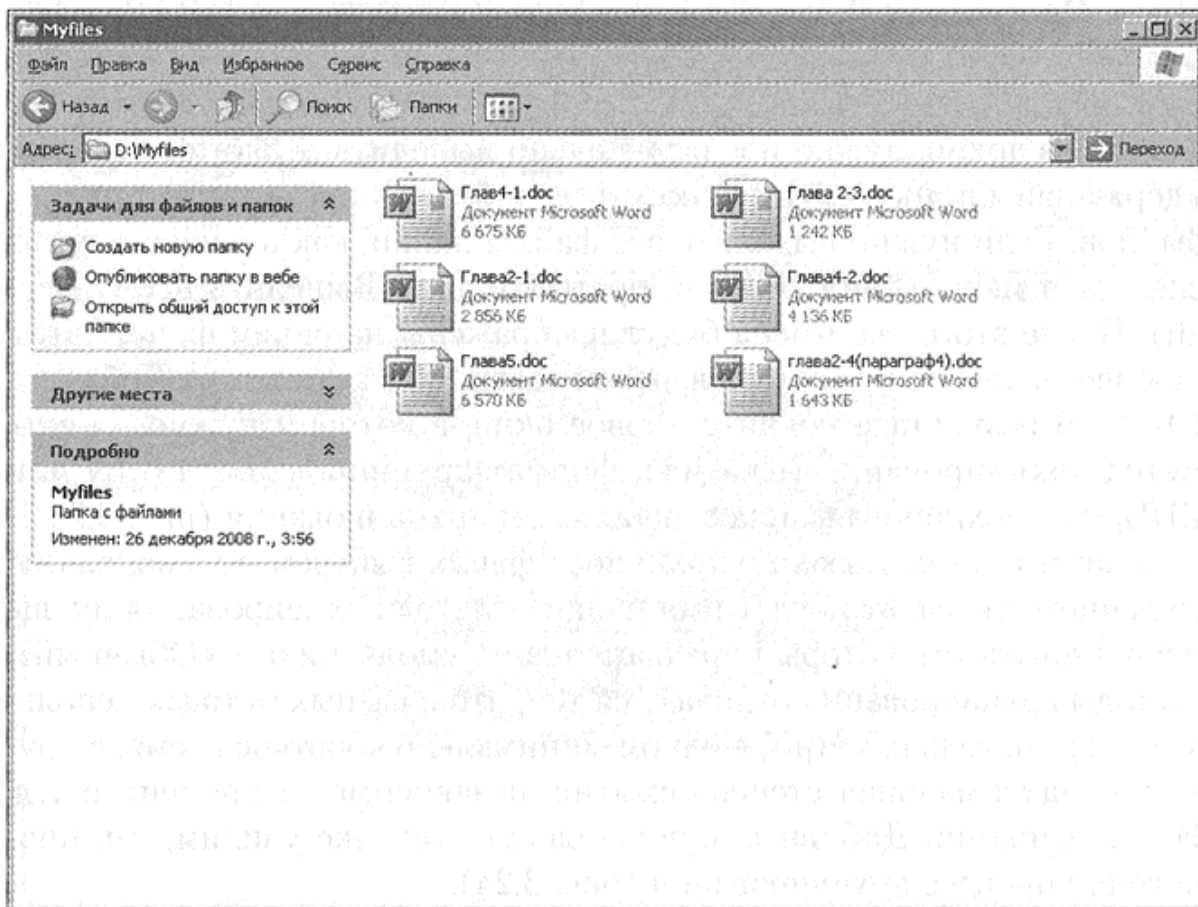 Myfiles
Файл Правка Вид Избранное Сервис Справка
Назад Поиск Папки
Адрес: D:\Myfiles Переход
Задачи для файлов и папок
Создать новую папку
Опубликовать папку в вебе
Открыть общий доступ к этой
папке
Другие места
Подробно
Myfiles
Папка с файлами
Изменен: 26 декабря 2008 г., 3:56
Глава4-1.doc
Документ Microsoft Word
6 675 КБ
Глава 2-3.doc
Документ Microsoft Word
1 242 КБ
Глава2-1.doc
Документ Microsoft Word
2 856 КБ
Глава4-2.doc
Документ Microsoft Word
4 136 КБ
Глава5.doc
Документ Microsoft Word
6 570 КБ
глава2-4(параграф4).doc
Документ Microsoft Word
1 643 КБ